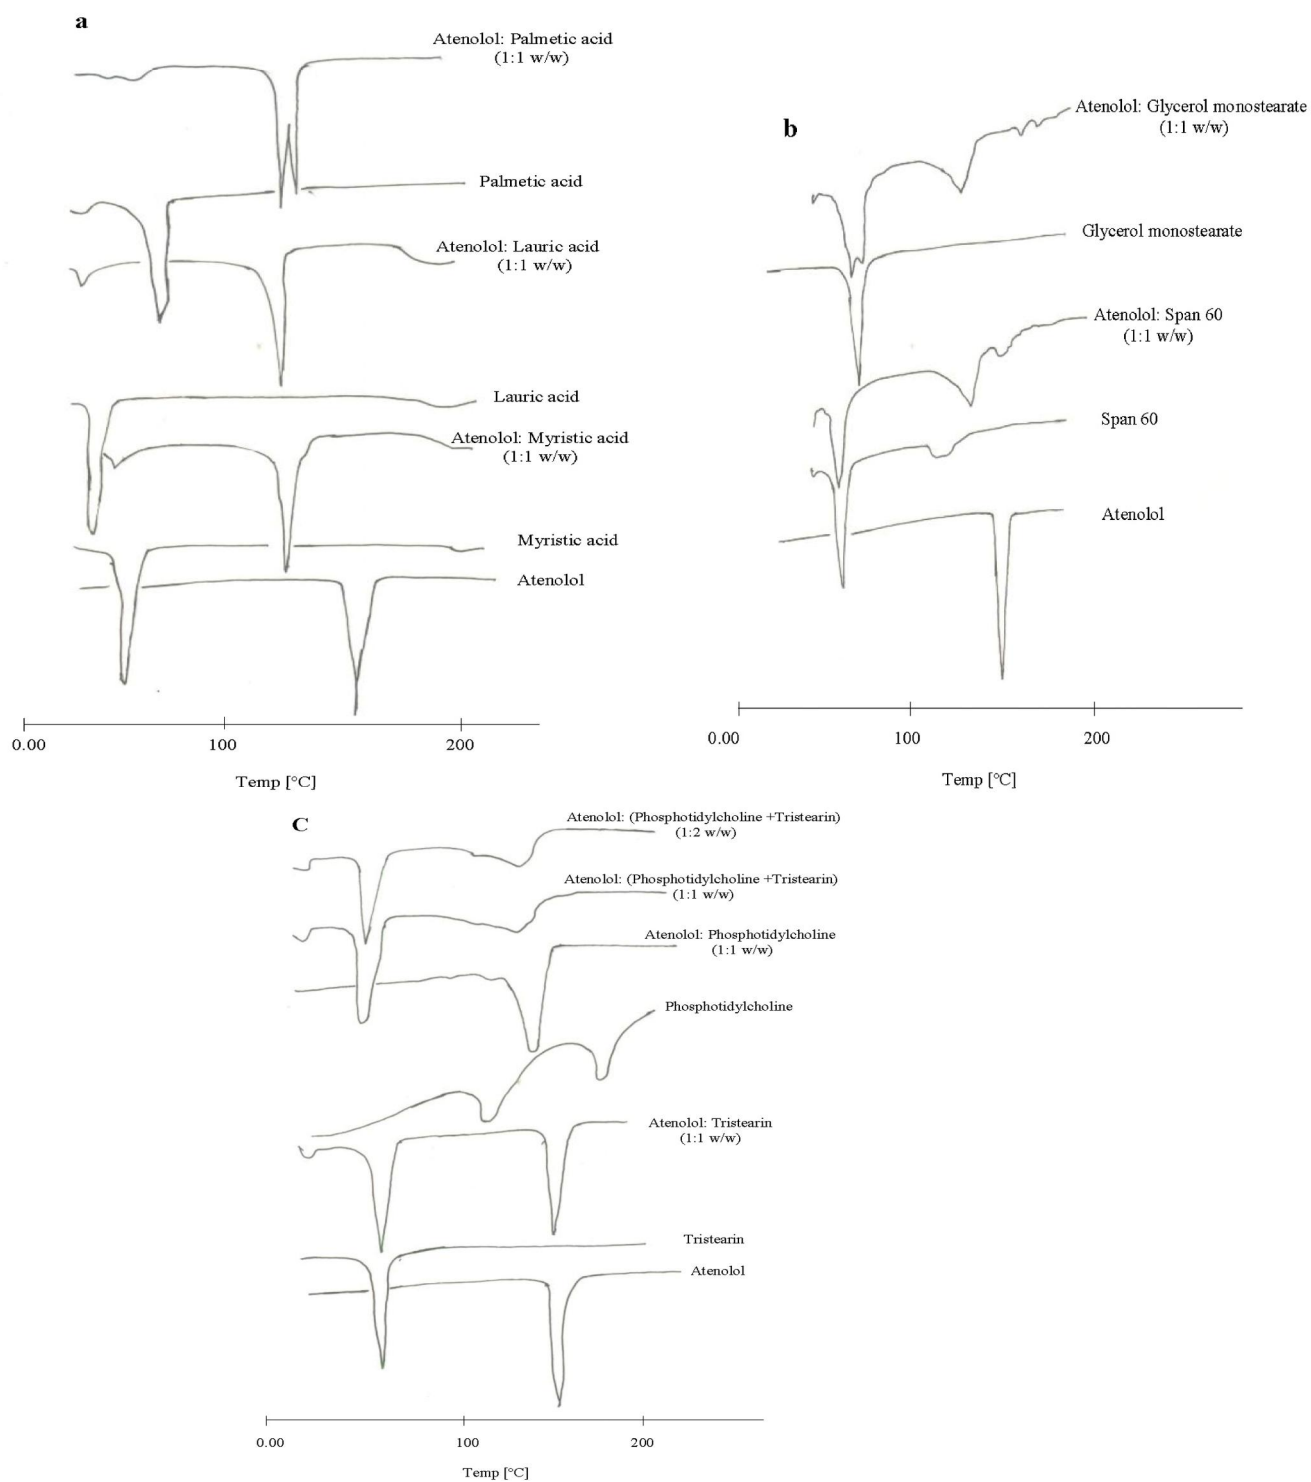 a
Atenolol: Palmetic acid
(1:1 w/w)
Palmetic acid
Atenolol: Lauric acid
(1:1 w/w)
Lauric acid
Atenolol: Myristic acid
(1:1 w/w)
Myristic acid
Atenolol
0.00 100 200
Temp [°C]
b
Atenolol: Glycerol monostearate
(1:1 w/w)
Glycerol monostearate
Atenolol: Span 60
(1:1 w/w)
Span 60
Atenolol
0.00 100 200
Temp [°C]
C
Atenolol: (Phosphotidylcholine +Tristearin)
(1:2 w/w)
Atenolol: (Phosphotidylcholine +Tristearin)
(1:1 w/w)
Atenolol: Phosphotidylcholine
(1:1 w/w)
Phosphotidylcholine
Atenolol: Tristearin
(1:1 w/w)
Tristearin
Atenolol
0.00 100 200
Temp [°C]